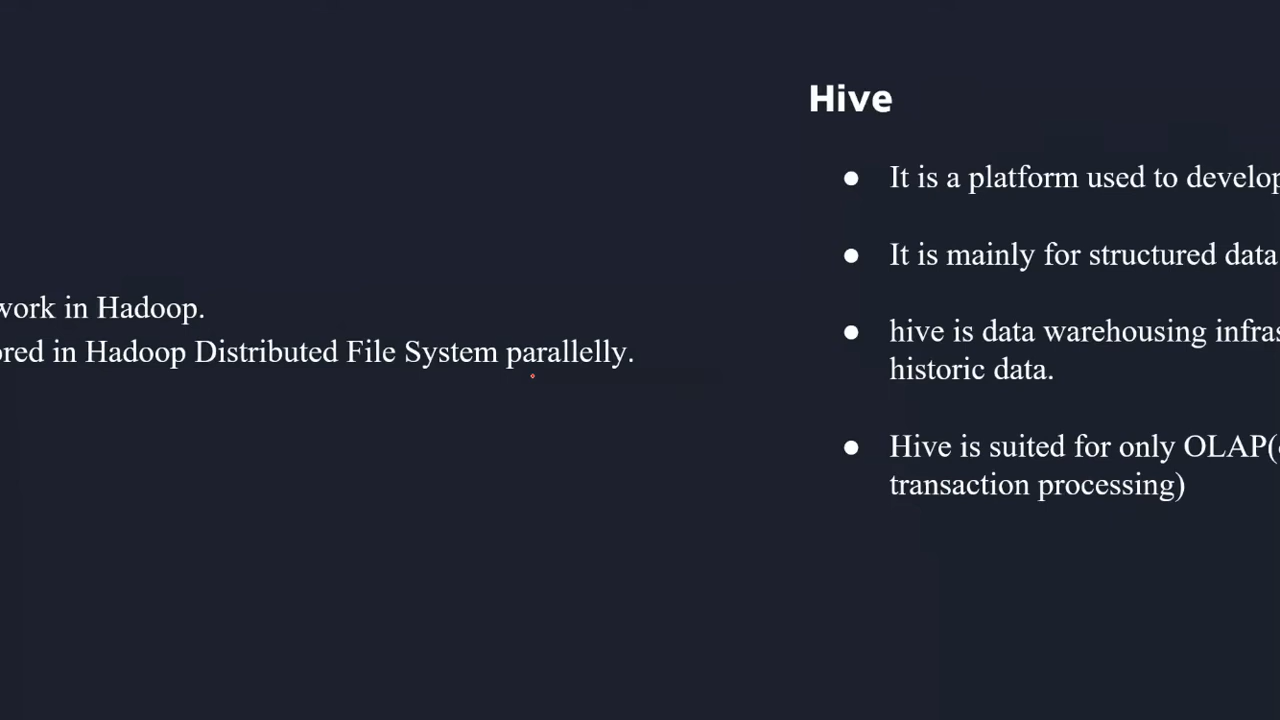 work in Hadoop.
ored in Hadoop Distributed File System parallelly.
Hive
● It is a platform used to develop
● It is mainly for structured data
● hive is data warehousing infras
historic data.
● Hive is suited for only OLAP(
transaction processing)